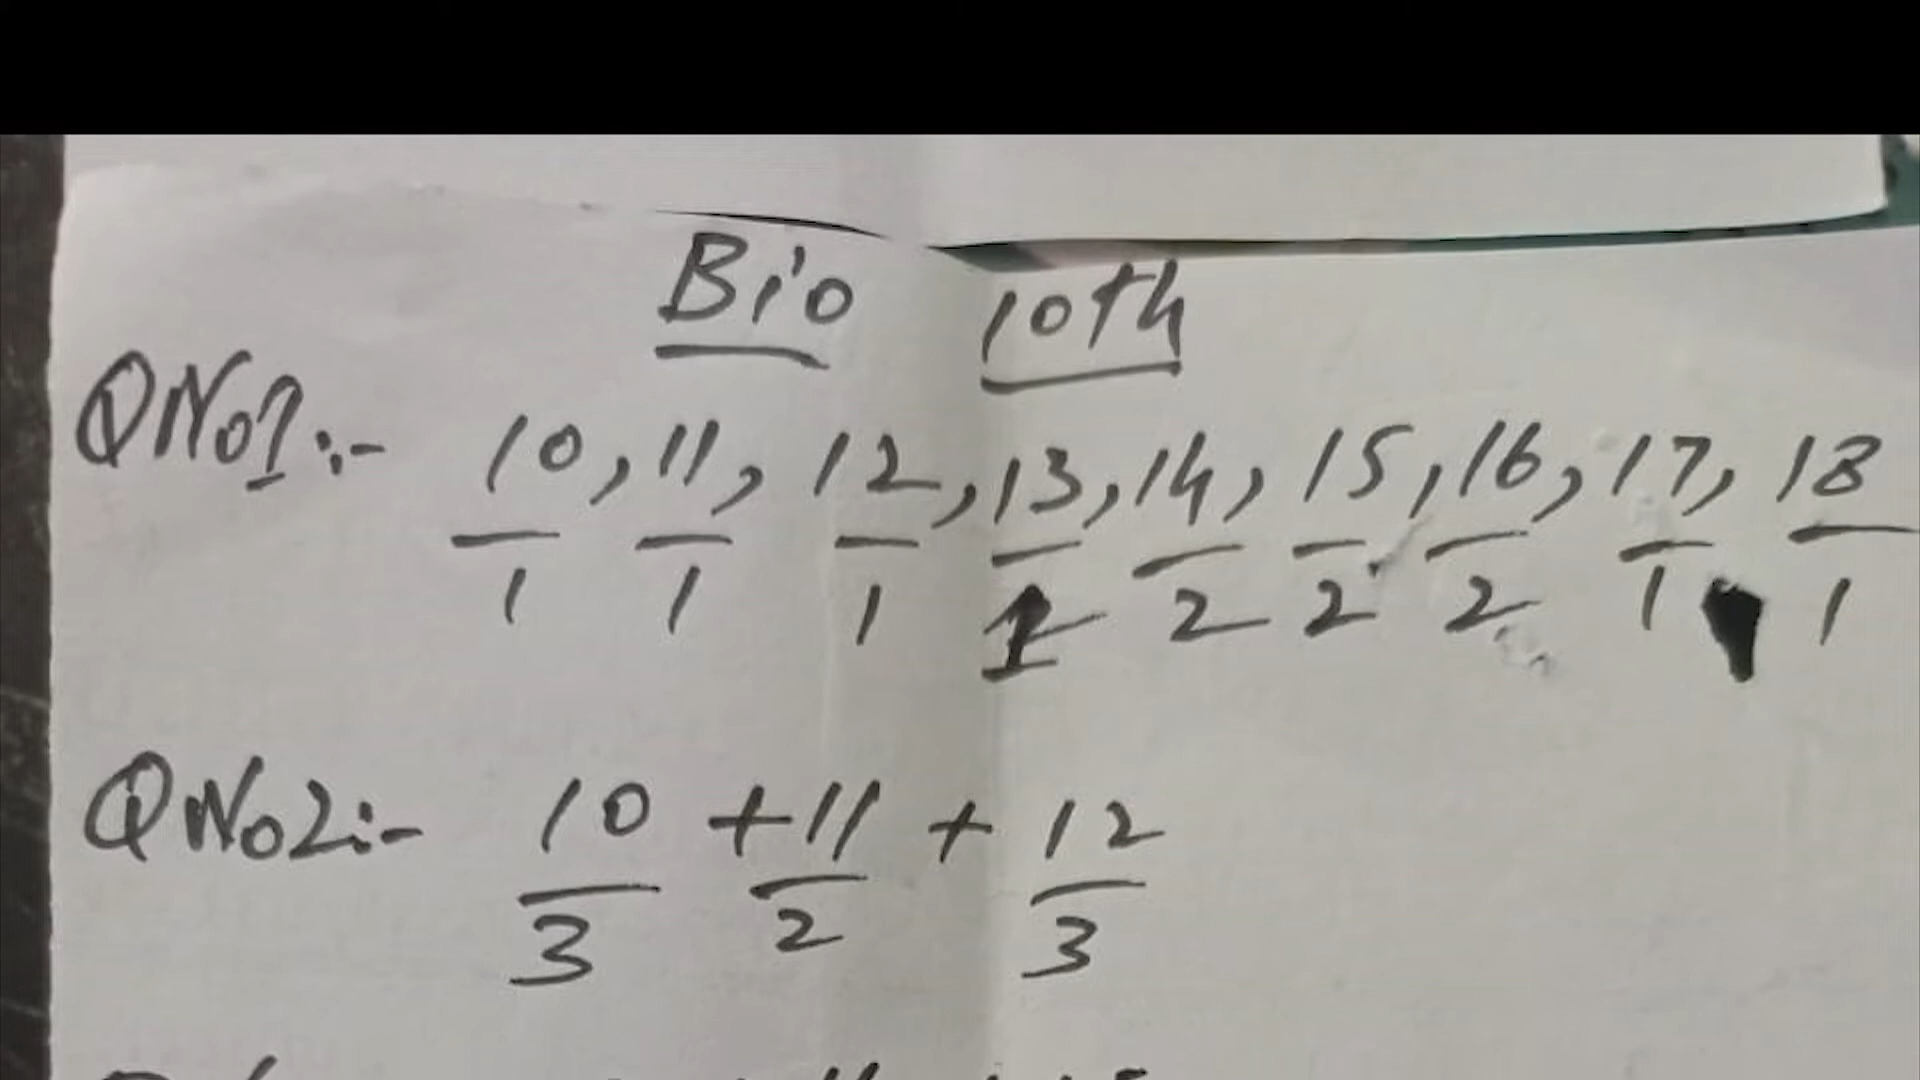 Bio 10th
QNo1:- 10, 11, 12, 13, 14, 15, 16, 17, 18
1 1 1 1 2 2 2 1 1
QNo2:- 10 + 11 + 12
3 2 3